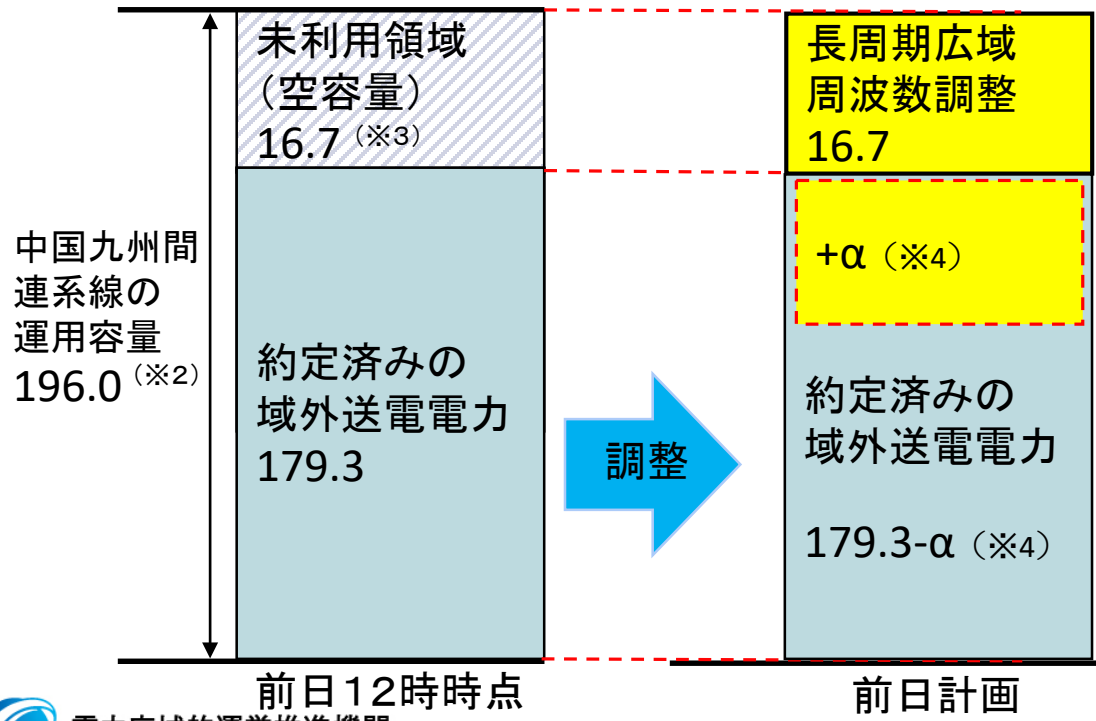 未利用領域
(空容量)
16.7(※3)
中国九州間
連系線の
運用容量
196.0(※2)
約定済みの
域外送電電力
179.3
調整
長周期広域
周波数調整
16.7
+α(※4)
約定済みの
域外送電電力
179.3-α(※4)
前日12時時点
前日計画